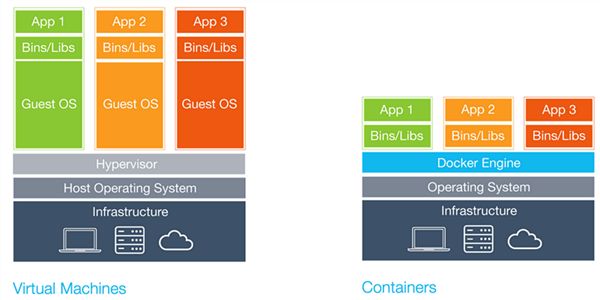 App 1
App 2
App 3
Bins/Libs
Bins/Libs
Bins/Libs
Guest OS
Guest OS
Guest OS
Hypervisor
Host Operating System
Infrastructure
Virtual Machines
App 1
App 2
App 3
Bins/Libs
Bins/Libs
Bins/Libs
Docker Engine
Operating System
Infrastructure
Containers